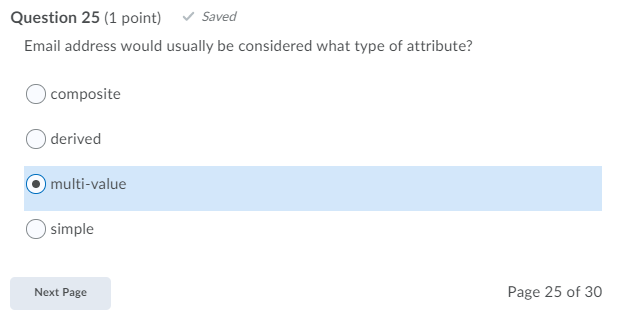 Question 25 (1 point) ✓ Saved
Email address would usually be considered what type of attribute?
composite
derived
multi-value
simple
Next Page Page 25 of 30